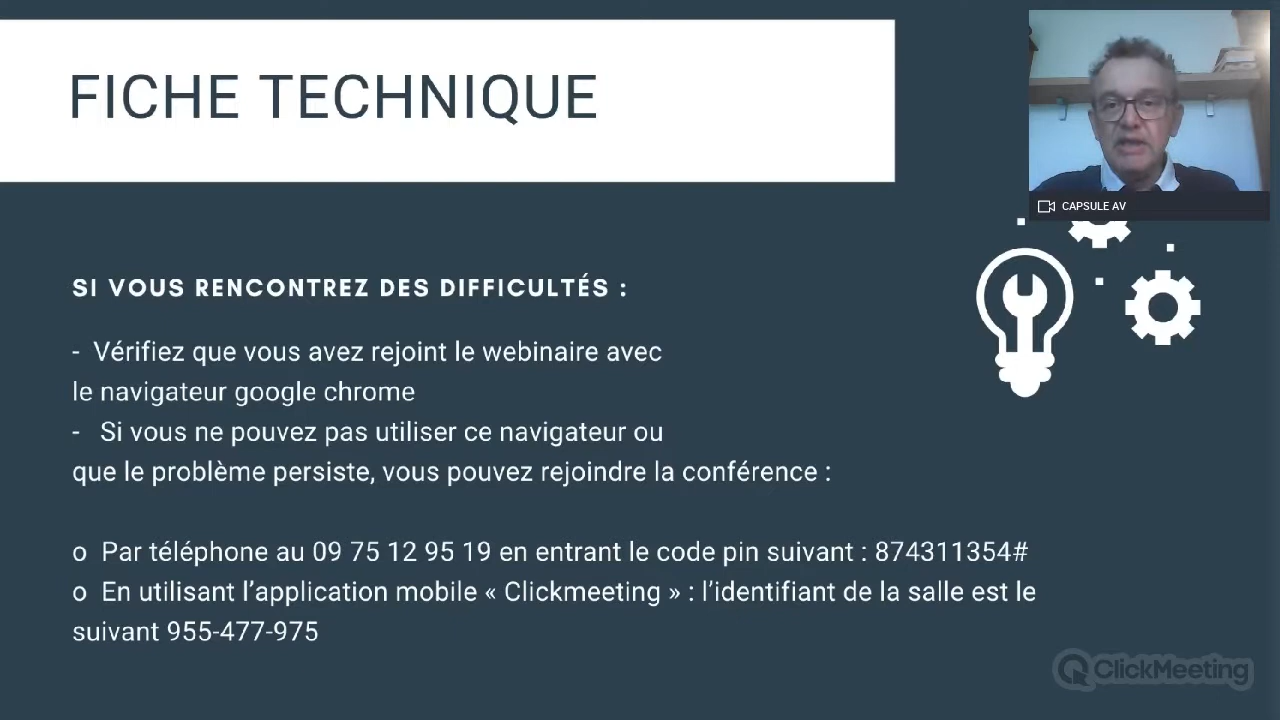 FICHE TECHNIQUE
CAPSULE AV
SI VOUS RENCONTREZ DES DIFFICULTÉS :
- Vérifiez que vous avez rejoint le webinaire avec
le navigateur google chrome
- Si vous ne pouvez pas utiliser ce navigateur ou
que le problème persiste, vous pouvez rejoindre la conférence :
o Par téléphone au 09 75 12 95 19 en entrant le code pin suivant : 874311354#
o En utilisant l’application mobile « Clickmeeting » : l’identifiant de la salle est le
suivant 955-477-975
ClickMeeting